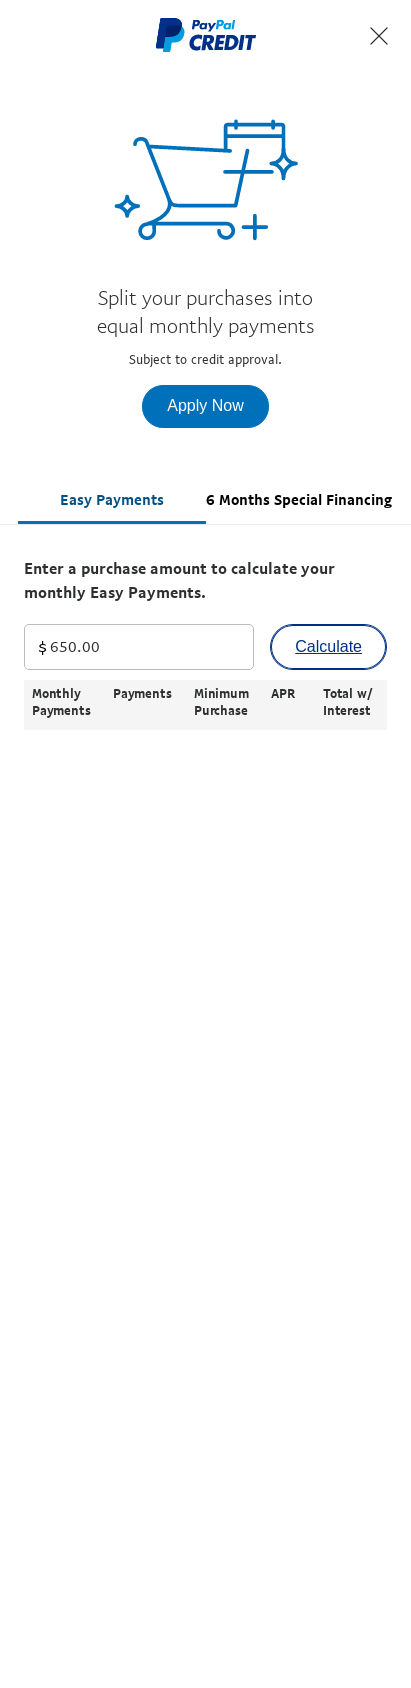 PayPal
CREDIT
Split your purchases into
equal monthly payments
Subject to credit approval.
Apply Now
Easy Payments
6 Months Special Financing
Enter a purchase amount to calculate your
monthly Easy Payments.
$ 650.00
Calculate
Monthly Payments Minimum APR Total w/
Payments Purchase Interest